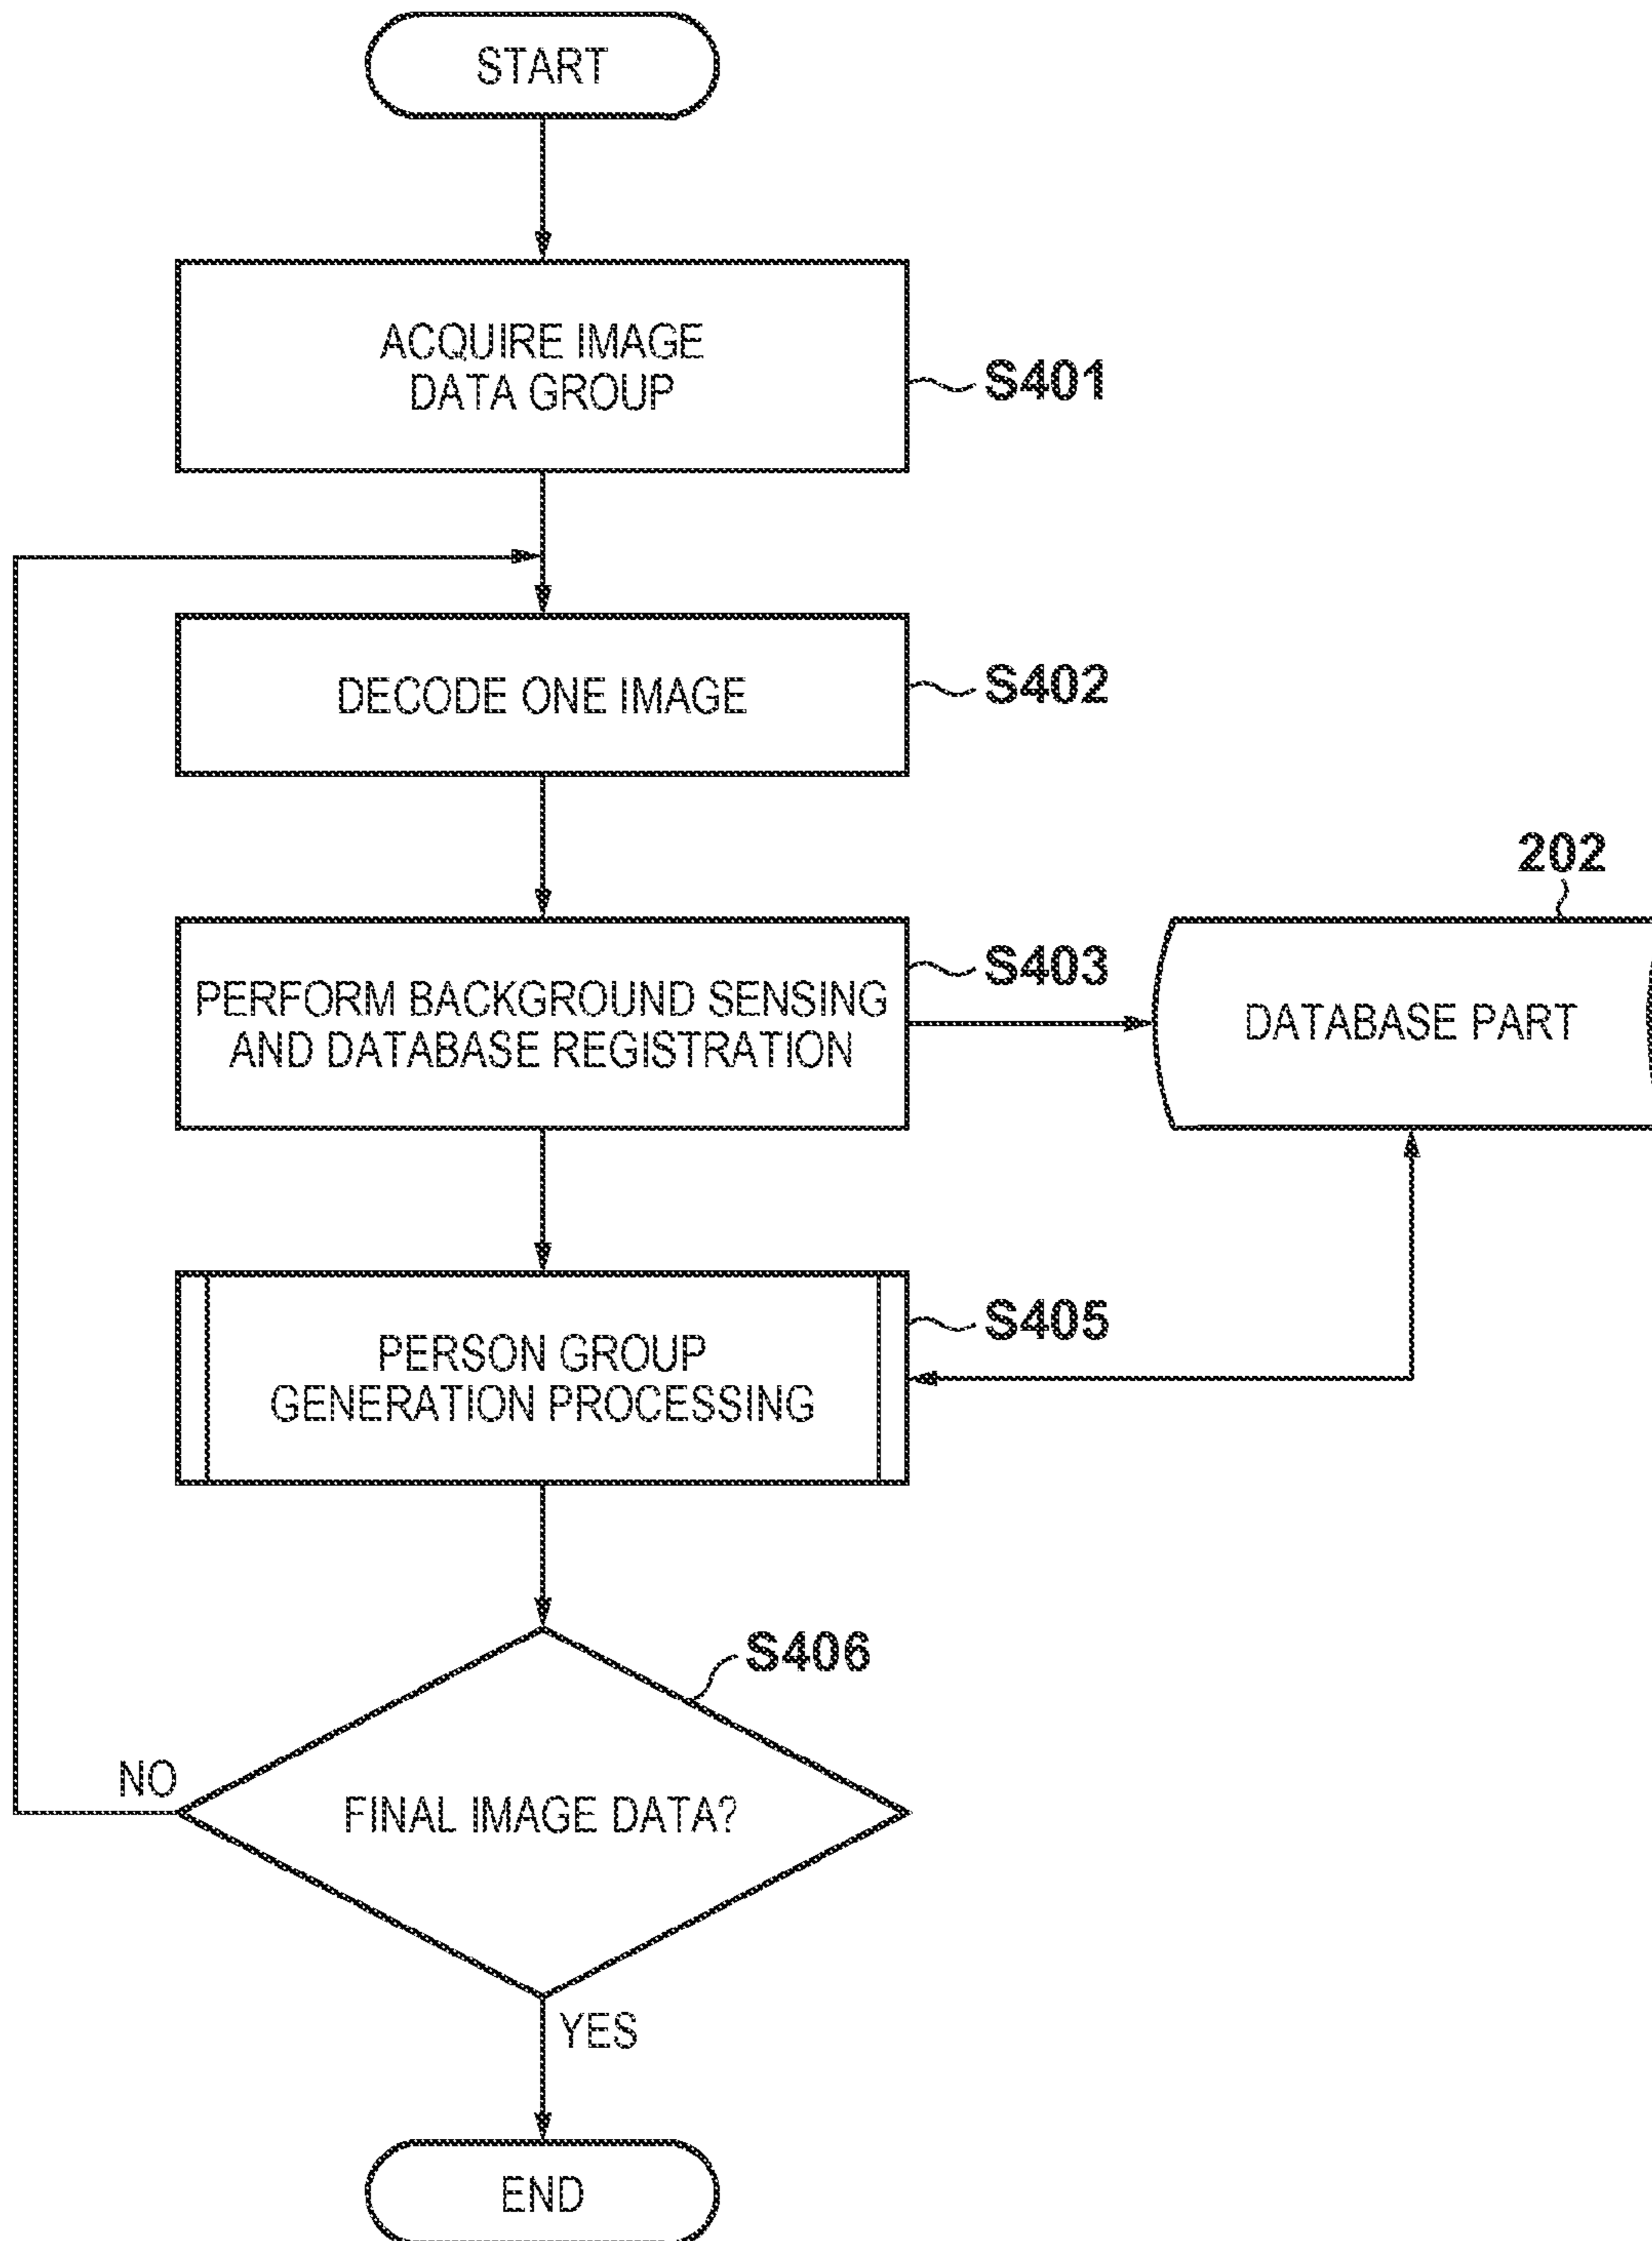 START
ACQUIRE IMAGE
DATA GROUP
S401
DECODE ONE IMAGE
S402
PERFORM BACKGROUND SENSING
AND DATABASE REGISTRATION
S403
202
DATABASE PART
PERSON GROUP
GENERATION PROCESSING
S405
S406
FINAL IMAGE DATA?
NO
YES
END